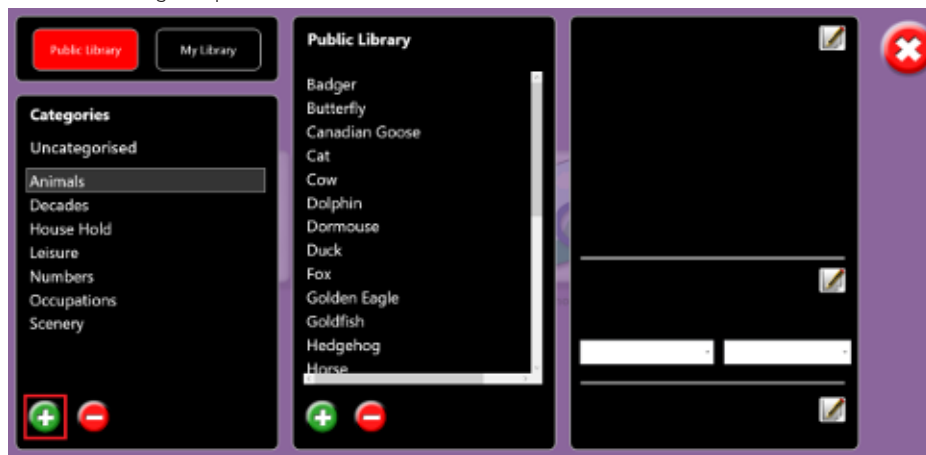 Public Library
My Library
Categories
Uncategorised
Animals
Decades
House Hold
Leisure
Numbers
Occupations
Scenery
Public Library
Badger
Butterfly
Canadian Goose
Cat
Cow
Dolphin
Dormouse
Duck
Fox
Golden Eagle
Goldfish
Hedgehog
Horse